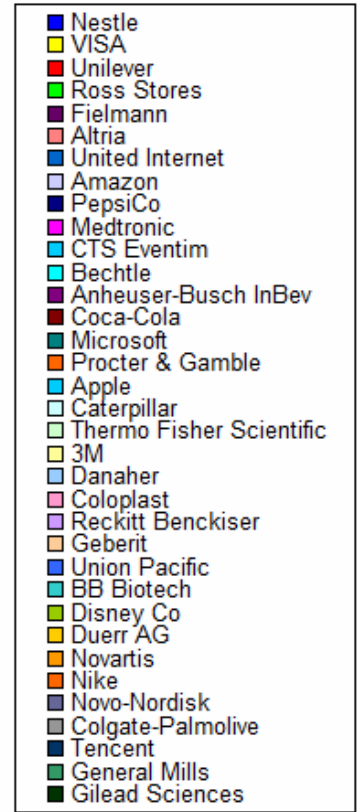 Nestle
VISA
Unilever
Ross Stores
Fielmann
Altria
United Internet
Amazon
PepsiCo
Medtronic
CTS Eventim
Bechtle
Anheuser-Busch InBev
Coca-Cola
Microsoft
Procter & Gamble
Apple
Caterpillar
Thermo Fisher Scientific
3M
Danaher
Coloplast
Reckitt Benckiser
Geberit
Union Pacific
BB Biotech
Disney Co
Duerr AG
Novartis
Nike
Novo-Nordisk
Colgate-Palmolive
Tencent
General Mills
Gilead Sciences